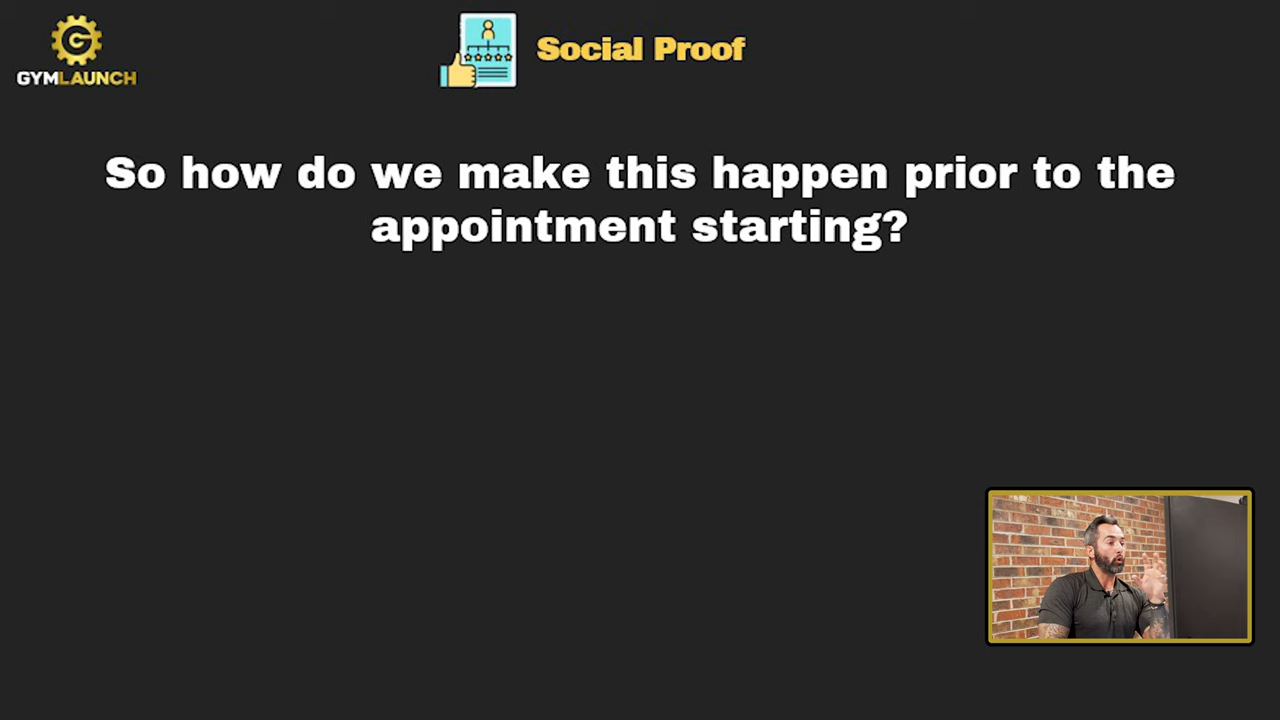 GYMLAUNCH
Social Proof
So how do we make this happen prior to the
appointment starting?